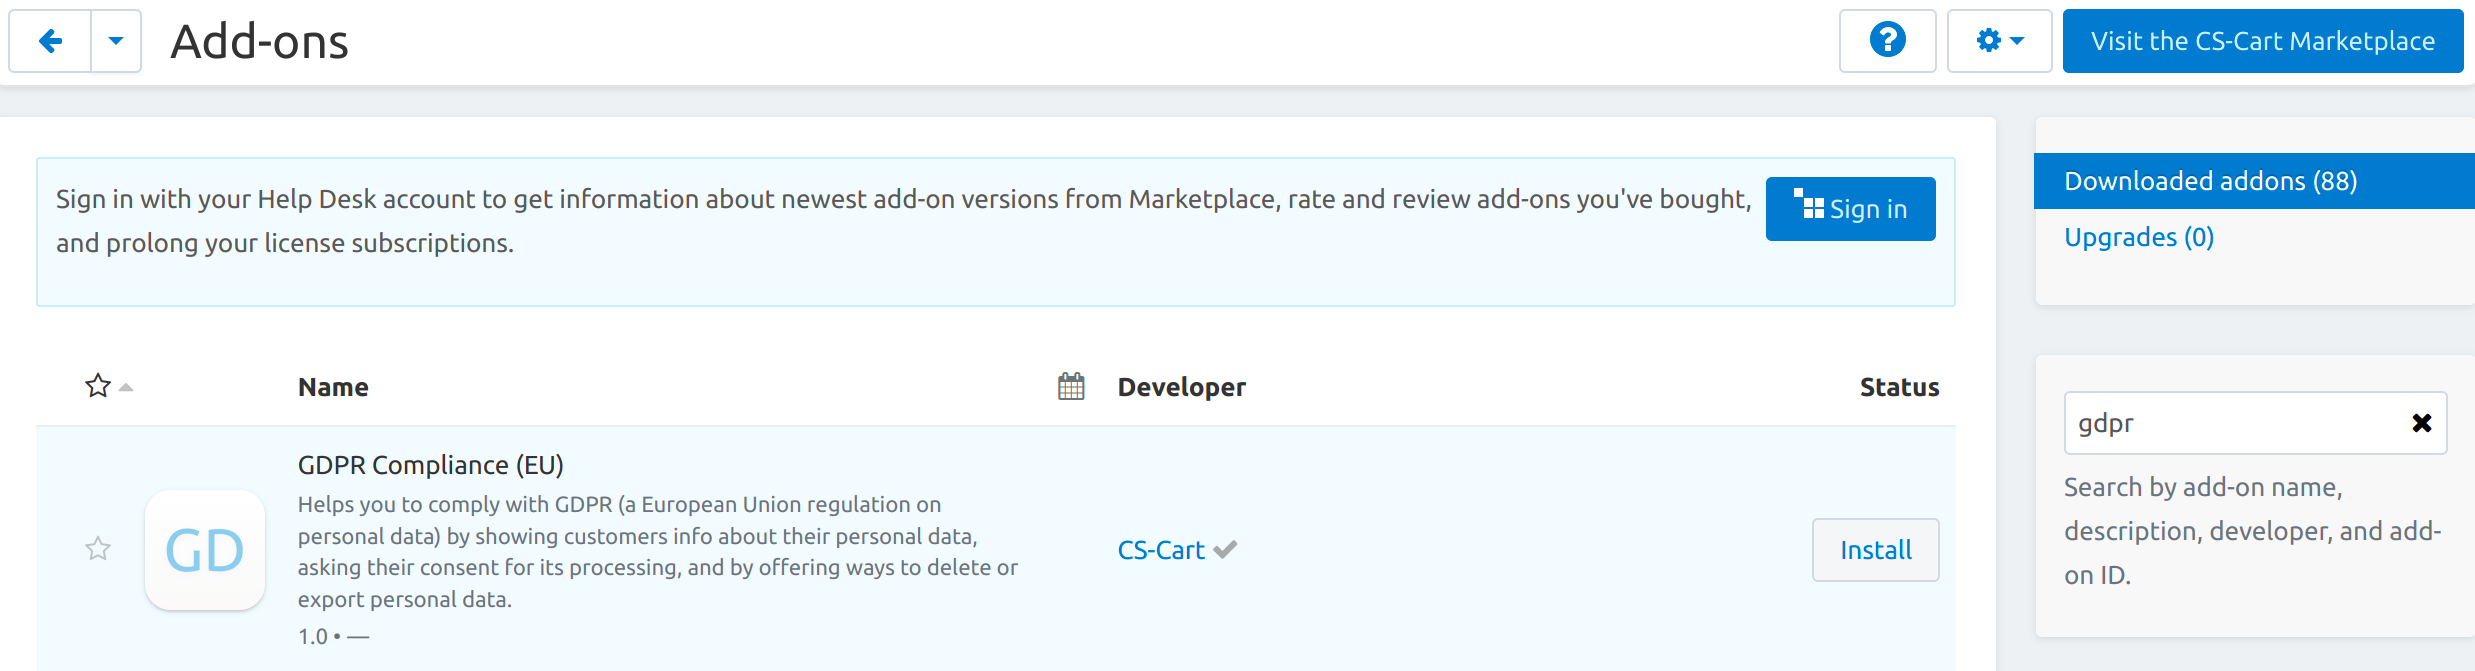 Add-ons
Visit the CS-Cart Marketplace
Sign in with your Help Desk account to get information about newest add-on versions from Marketplace, rate and review add-ons you've bought,
and prolong your license subscriptions.
Sign in
Downloaded addons (88)
Upgrades (0)
Name
Developer
Status
gdpr
Search by add-on name,
description, developer, and add-
on ID.
GDPR Compliance (EU)
Helps you to comply with GDPR (a European Union regulation on
personal data) by showing customers info about their personal data,
asking their consent for its processing, and by offering ways to delete or
export personal data.
1.0 • —
GD
CS-Cart
Install